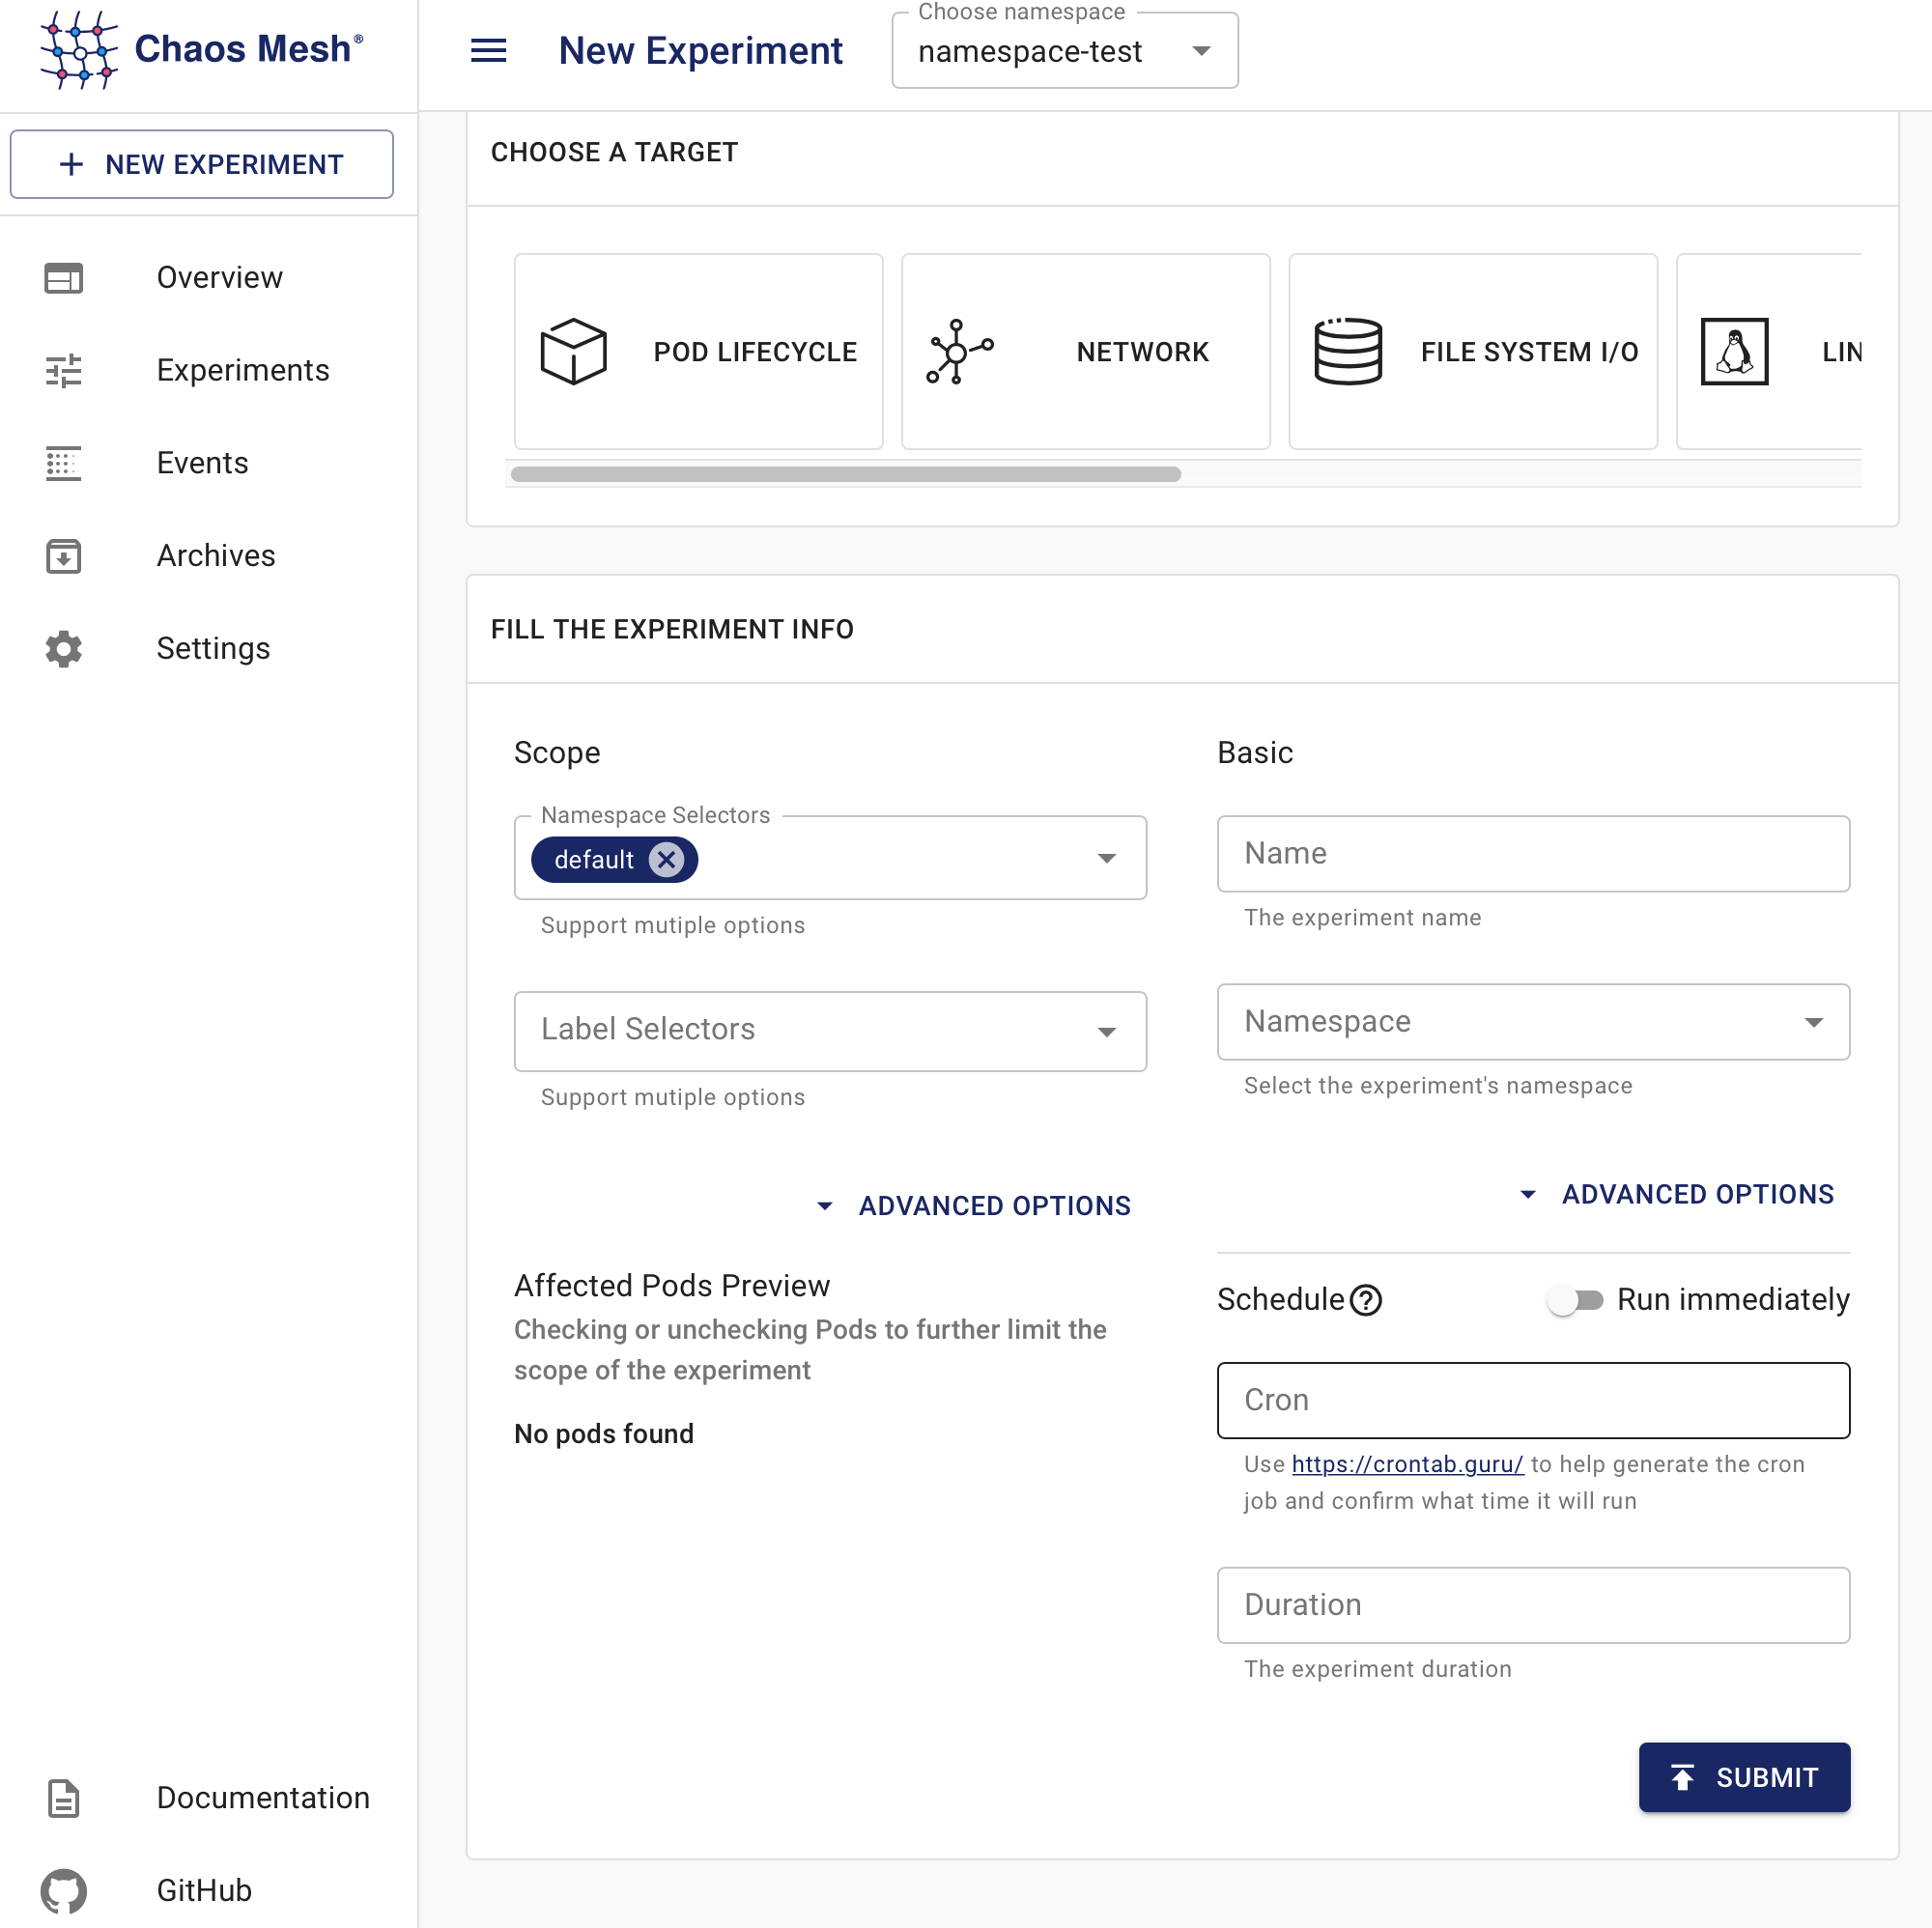 Chaos Mesh®
New Experiment
Choose namespace
namespace-test
NEW EXPERIMENT
Overview
Experiments
Events
Archives
Settings
Documentation
GitHub
CHOOSE A TARGET
POD LIFECYCLE
NETWORK
FILE SYSTEM I/O
LIN
FILL THE EXPERIMENT INFO
Scope
Namespace Selectors
default
Support mutiple options
Label Selectors
Support mutiple options
ADVANCED OPTIONS
Affected Pods Preview
Checking or unchecking Pods to further limit the
scope of the experiment
No pods found
Basic
Name
The experiment name
Namespace
Select the experiment's namespace
ADVANCED OPTIONS
Schedule
Run immediately
Cron
Use https://crontab.guru/ to help generate the cron
job and confirm what time it will run
Duration
The experiment duration
SUBMIT